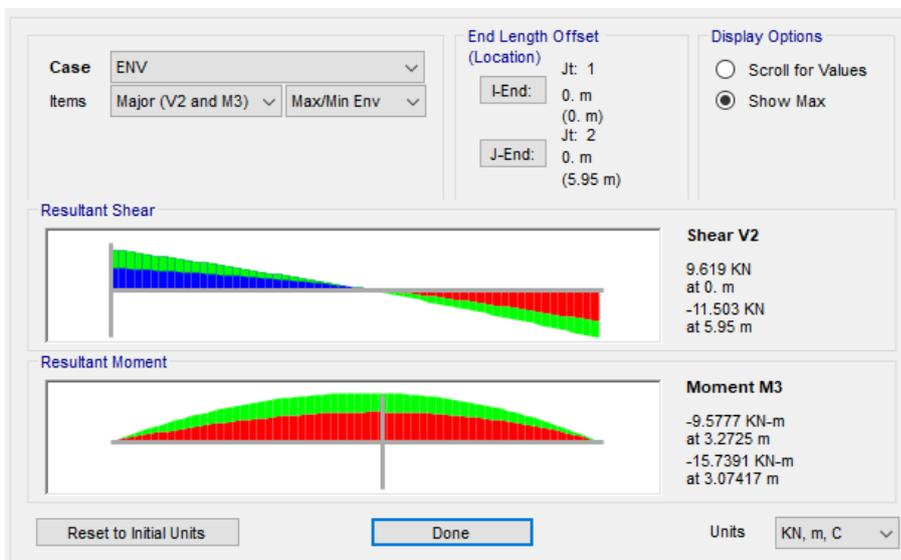 Case ENV
Items Major (V2 and M3) Max/Min Env
End Length Offset
(Location)
Jt: 1
I-End: 0. m
(0. m)
Jt: 2
J-End: 0. m
(5.95 m)
Display Options
Scroll for Values
Show Max
Resultant Shear
Shear V2
9.619 KN
at 0. m
-11.503 KN
at 5.95 m
Resultant Moment
Moment M3
-9.5777 KN-m
at 3.2725 m
-15.7391 KN-m
at 3.07417 m
Reset to Initial Units Done Units KN, m, C